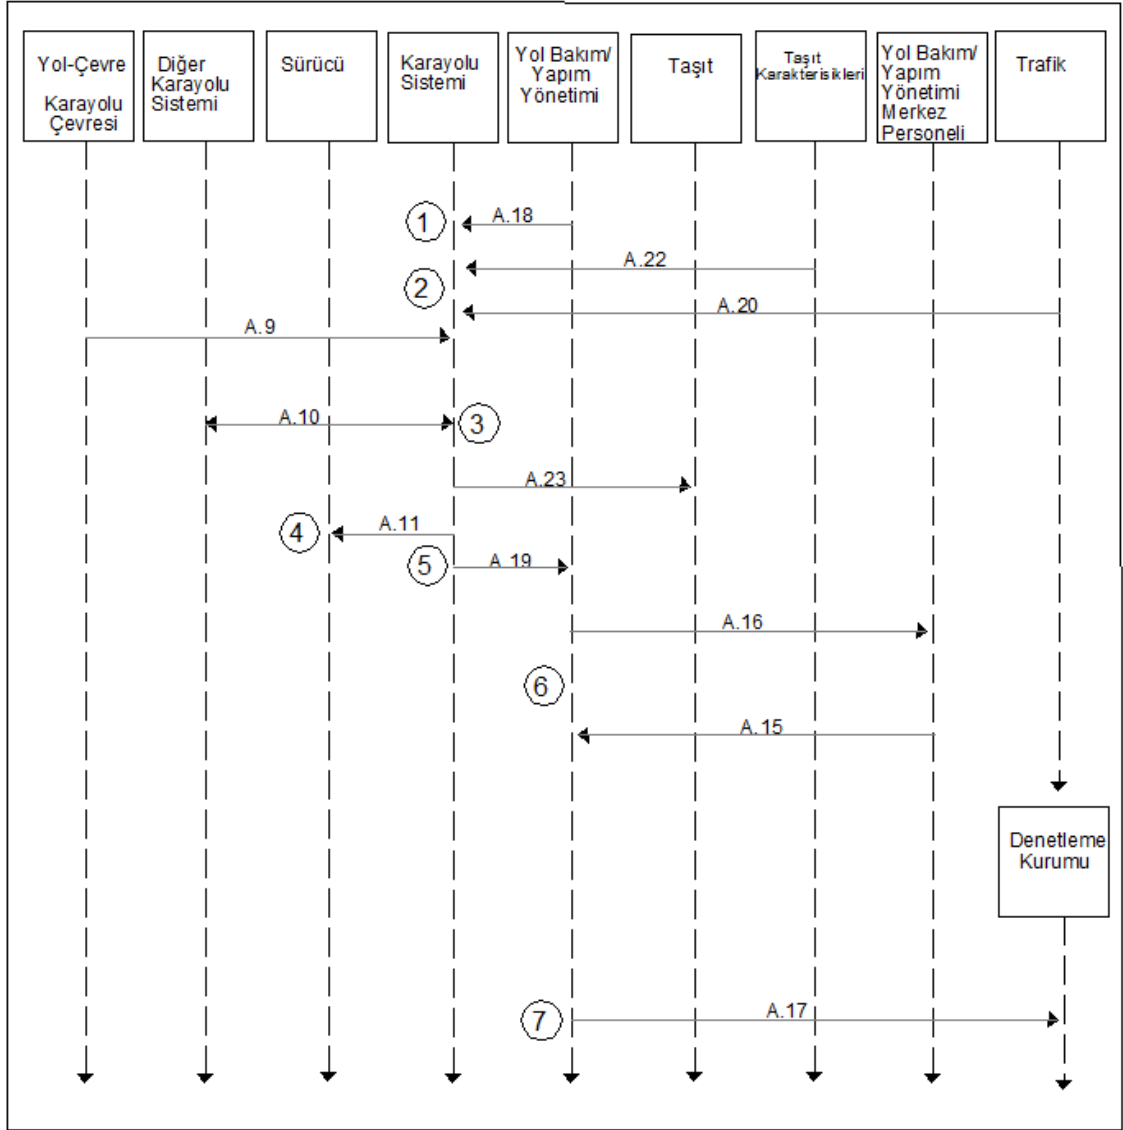 Yol-Çevre
Karayolu
Çevresi
Diğer
Karayolu
Sistemi
Sürücü
Karayolu
Sistemi
Yol Bakım/
Yapım
Yönetimi
Taşıt
Taşıt
Karakterisikleri
Yol Bakım/
Yapım
Yönetimi
Merkez
Personeli
Trafik
1
A.18
A.22
2
A.20
A.9
A.10
3
A.23
4
A.11
5
A.19
A.16
6
A.15
Denetleme
Kurumu
7
A.17